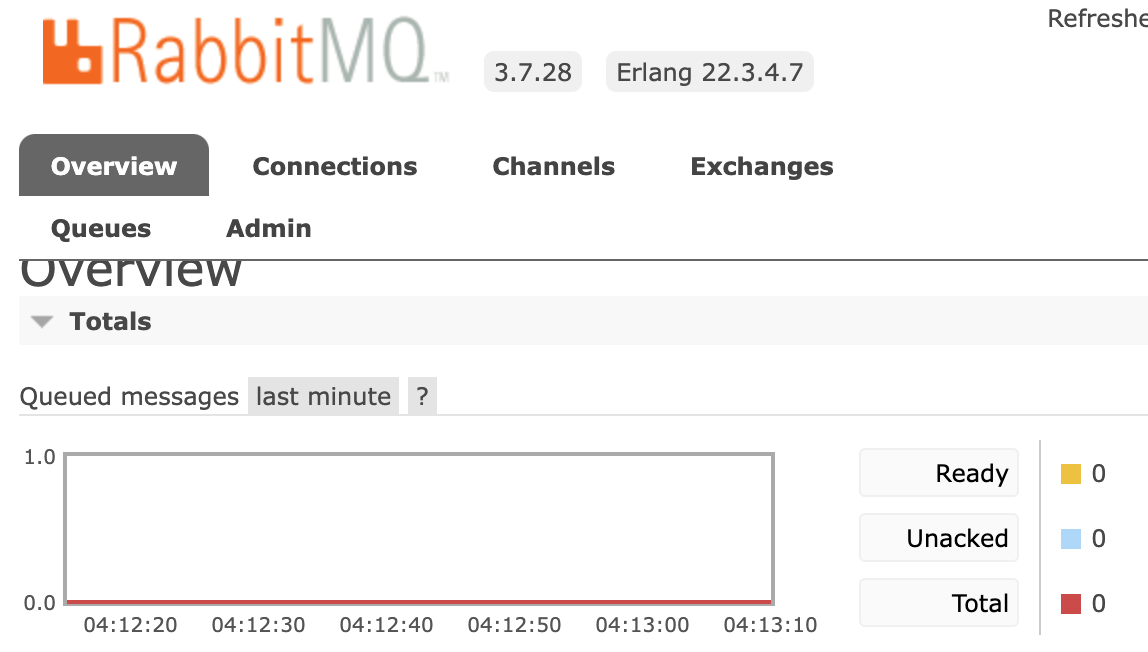 Refreshe
RabbitMQ TM 3.7.28 Erlang 22.3.4.7
Overview Connections Channels Exchanges
Queues Admin
Overview
Totals
Queued messages last minute ?
1.0
0.0
04:12:20 04:12:30 04:12:40 04:12:50 04:13:00 04:13:10
Ready 0
Unacked 0
Total 0